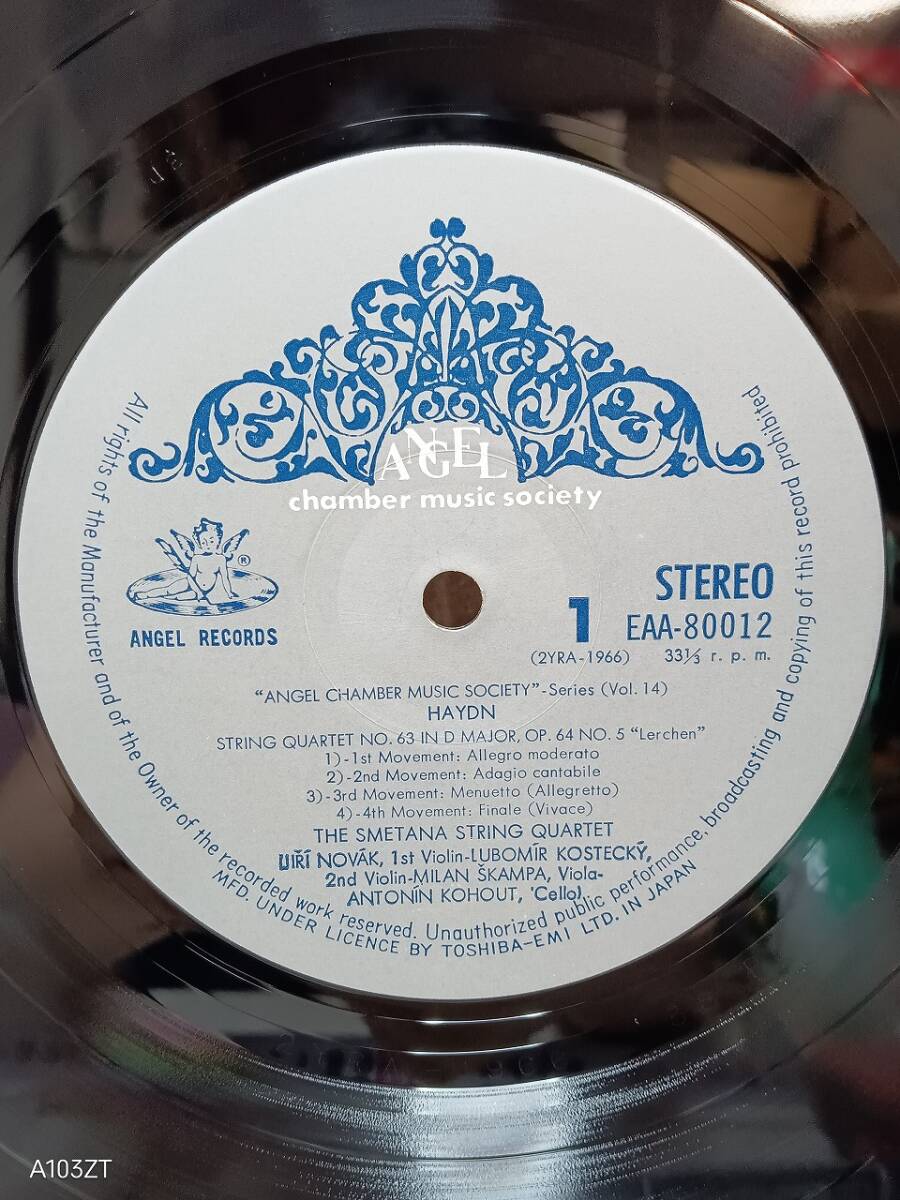 ANGEL
chamber music society
®
ANGEL RECORDS
STEREO
1 EAA-80012
(2YRA-1966) 33⅓ r. p. m.
"ANGEL CHAMBER MUSIC SOCIETY"-Series (Vol. 14)
HAYDN
STRING QUARTET NO. 63 IN D MAJOR, OP. 64 NO. 5 "Lerchen"
1)-1st Movement: Allegro moderato
2)-2nd Movement: Adagio cantabile
3)-3rd Movement: Menuetto (Allegretto)
4)-4th Movement: Finale (Vivace)
THE SMETANA STRING QUARTET
(JIŘÍ NOVÁK, 1st Violin-LUBOMÍR KOSTECKÝ,
2nd Violin-MILAN ŠKAMPA, Viola-
ANTONÍN KOHOUT, 'Cello)
All rights of the Manufacturer and of the Owner of the recorded work reserved. Unauthorized public performance, broadcasting and copying of this record prohibited
MFD. UNDER LICENCE BY TOSHIBA-EMI LTD. IN JAPAN
A103ZT